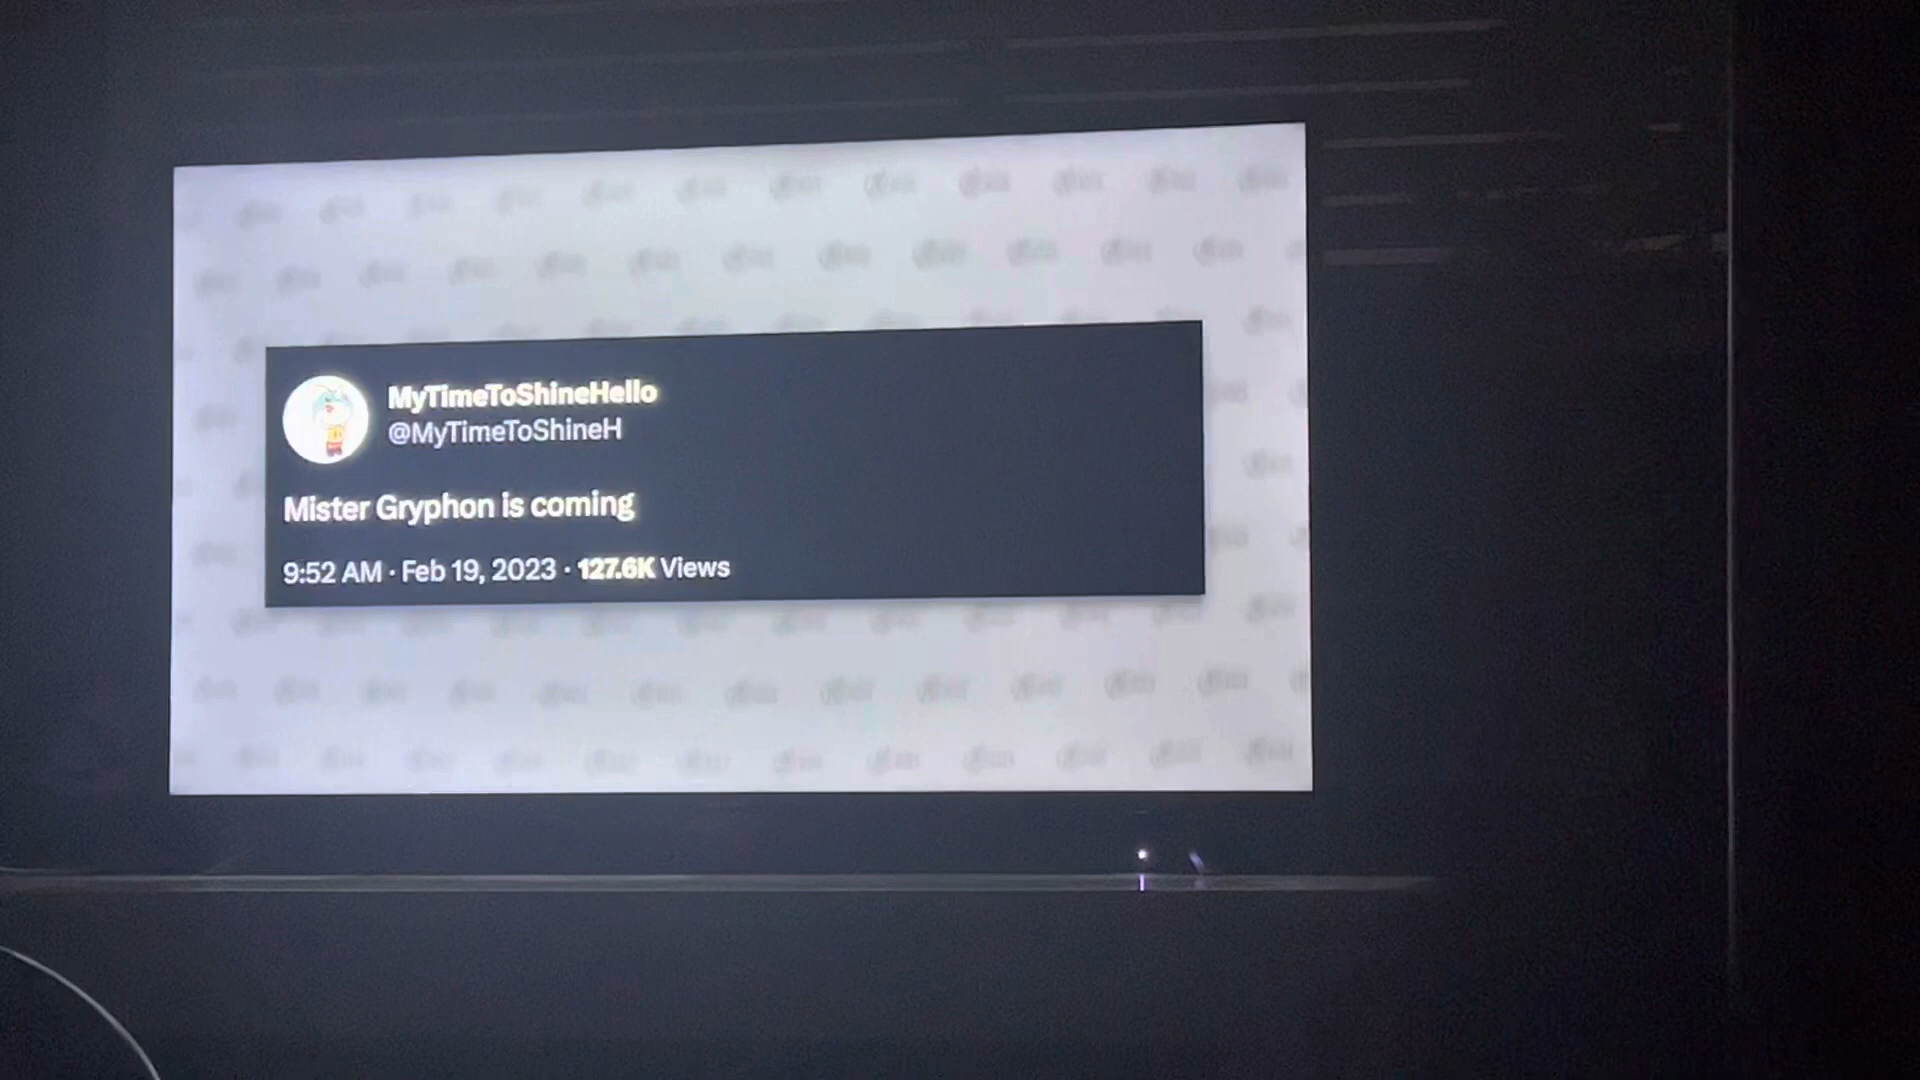 MyTimeToShineHello
@MyTimeToShineH
Mister Gryphon is coming
9:52 AM · Feb 19, 2023 · 127.6K Views